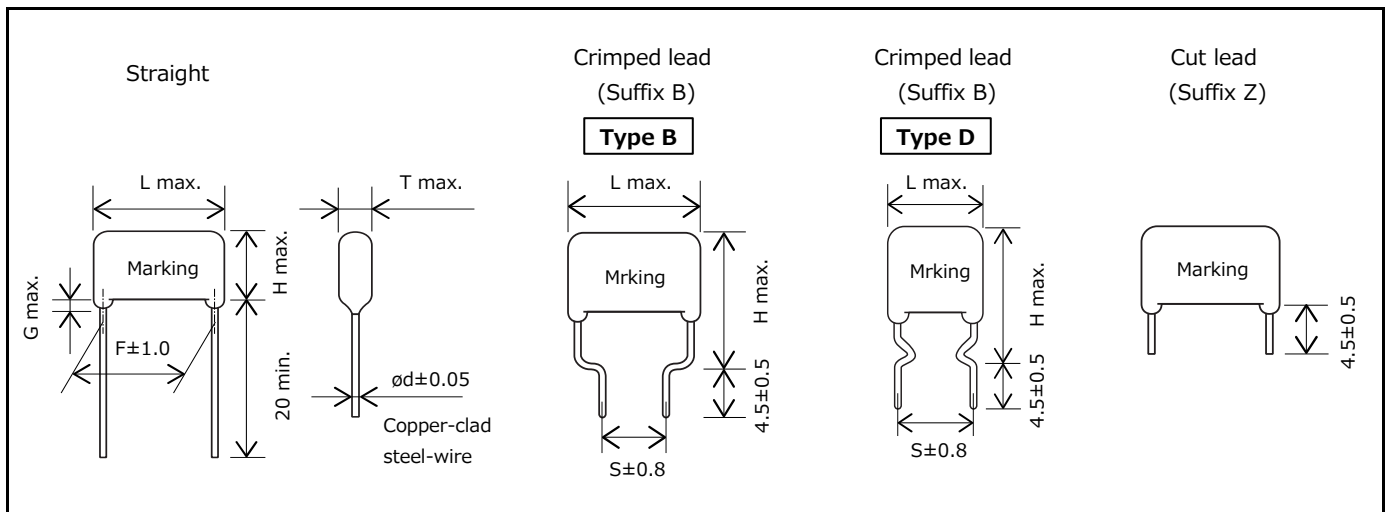 Straight
Crimped lead
(Suffix B)
Type B
Crimped lead
(Suffix B)
Type D
Cut lead
(Suffix Z)
L max.
T max.
Marking
H max.
G max.
F±1.0
20 min.
ød±0.05
Copper-clad
steel-wire
L max.
Mrking
H max.
4.5±0.5
S±0.8
L max.
Mrking
H max.
4.5±0.5
S±0.8
Marking
4.5±0.5